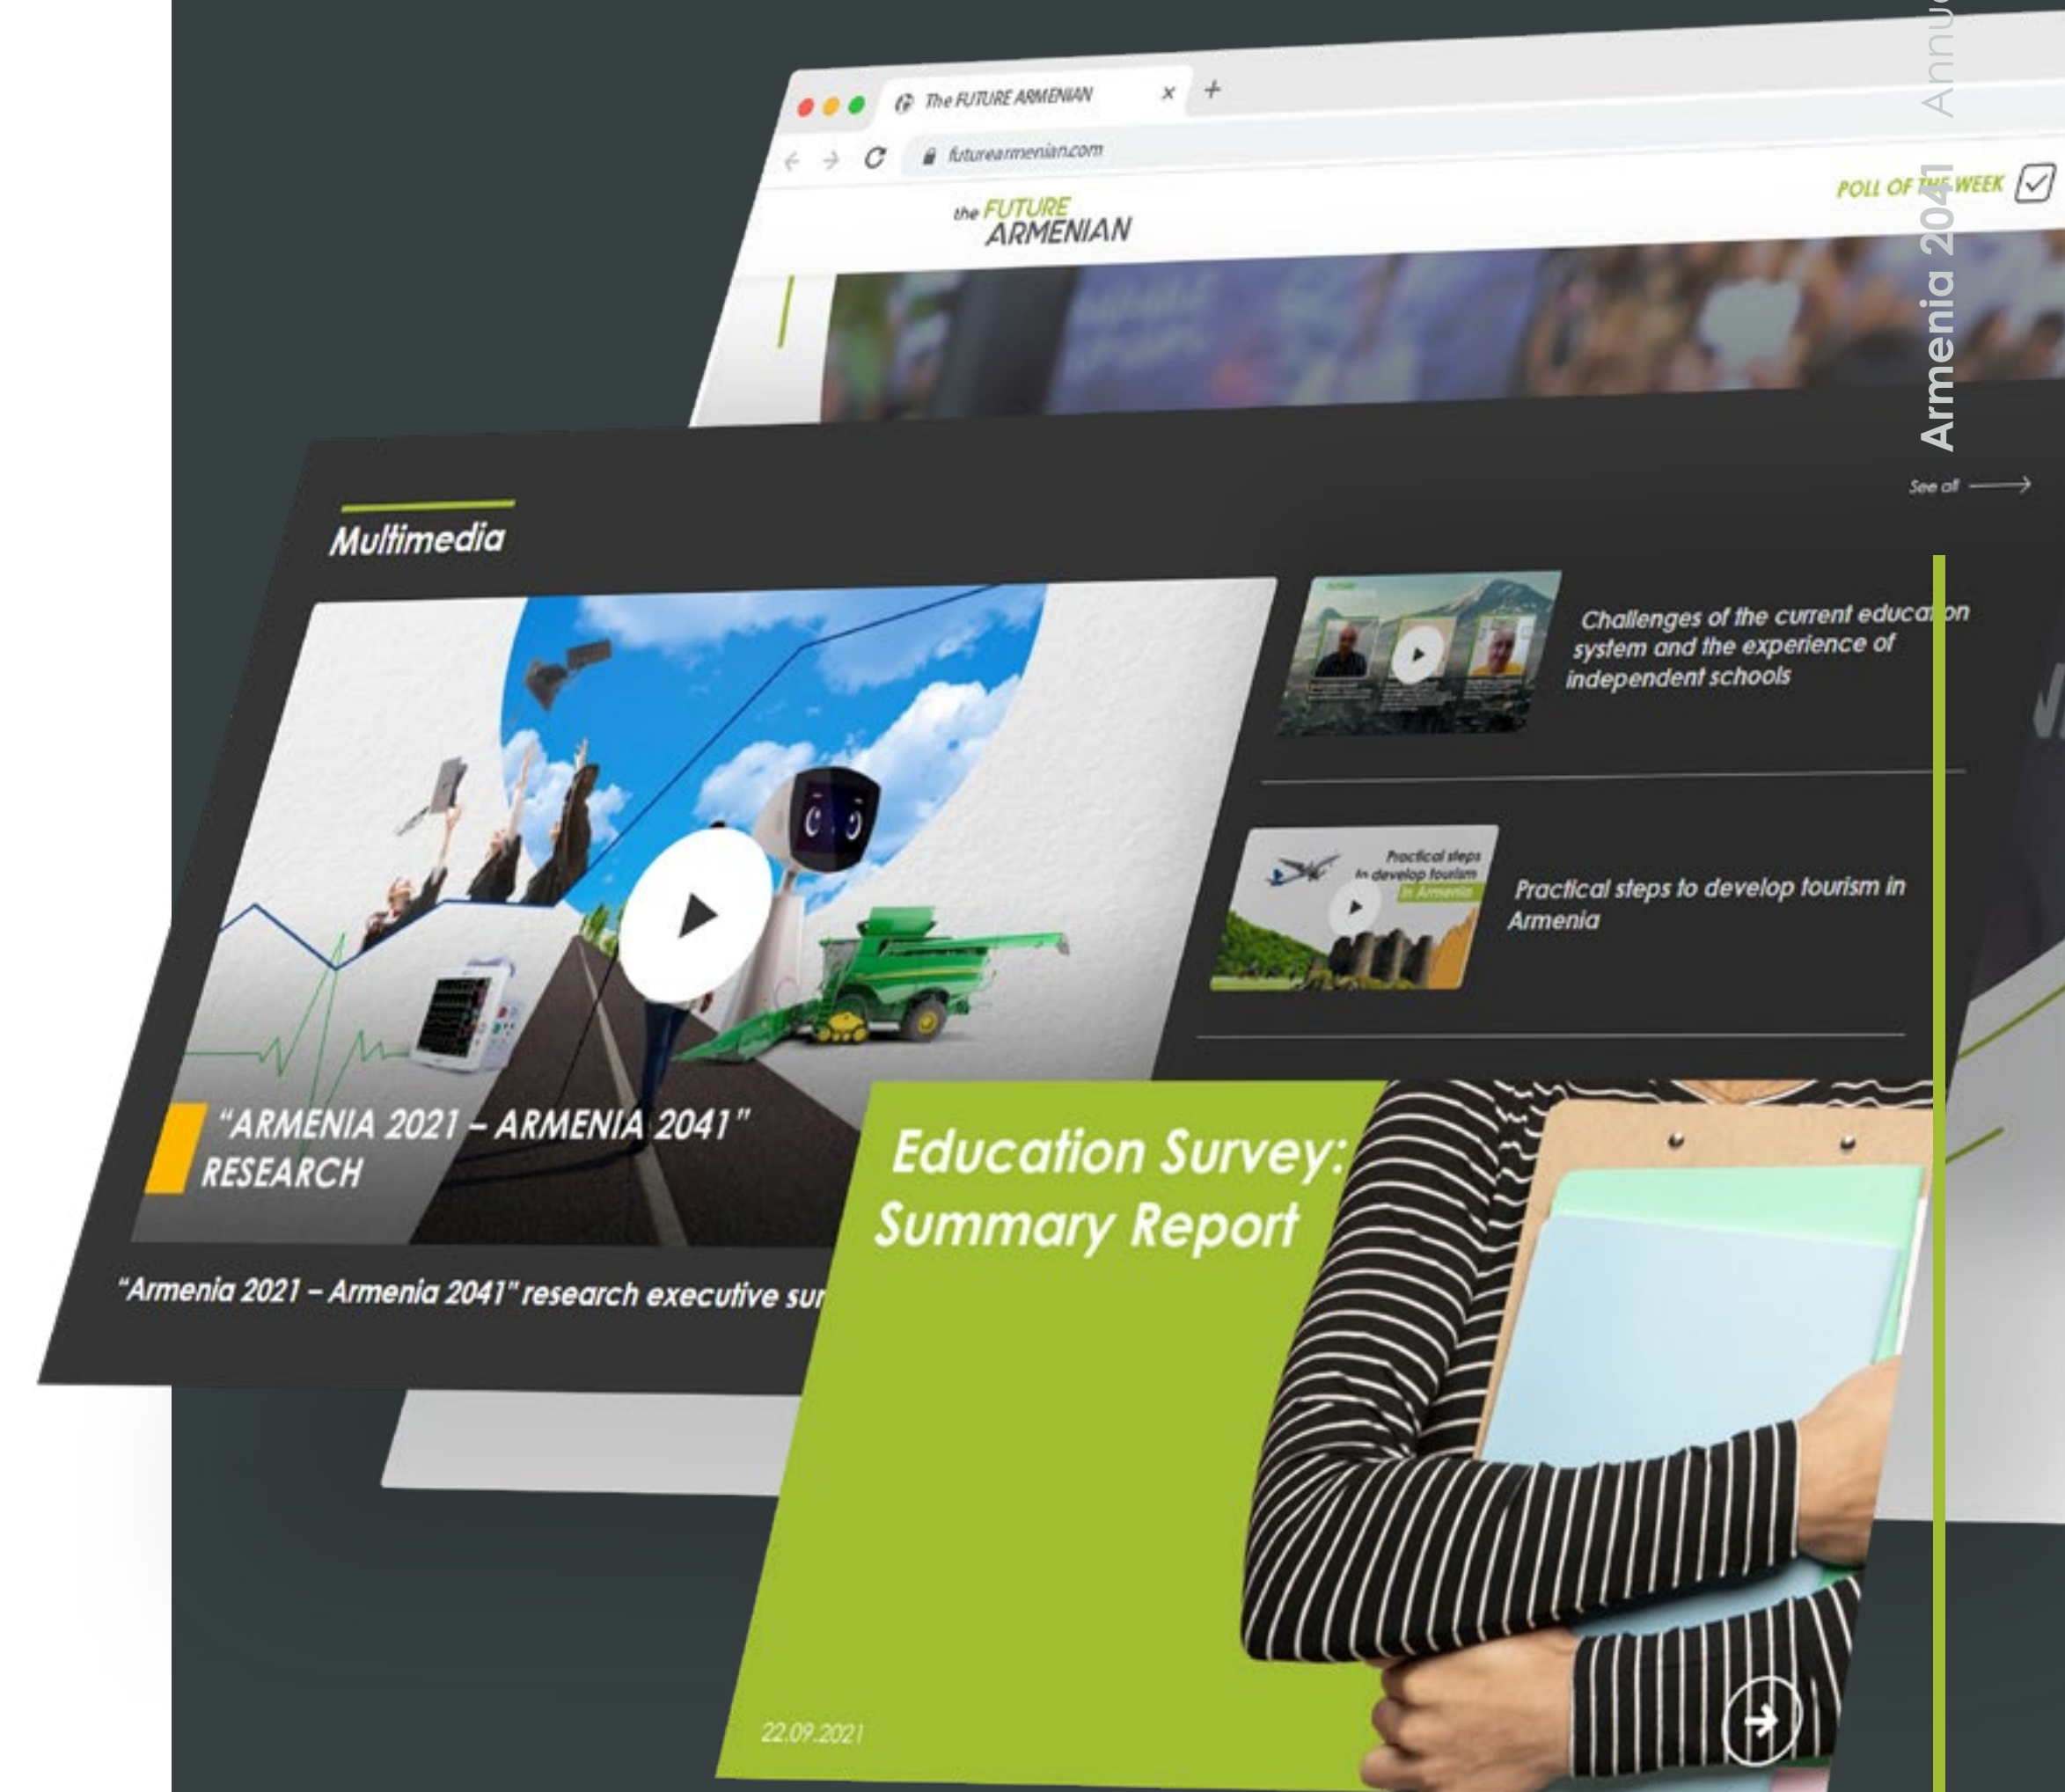 The FUTURE ARMENIAN
futurearmenian.com
the FUTURE
ARMENIAN
POLL OF THE WEEK
Armenia 2041
See all
Multimedia
Challenges of the current education
system and the experience of
independent schools
Practical steps
to develop tourism
in Armenia
Practical steps to develop tourism in
Armenia
“ARMENIA 2021 – ARMENIA 2041”
RESEARCH
“Armenia 2021 – Armenia 2041” research executive
Education Survey:
Summary Report
22.09.2021